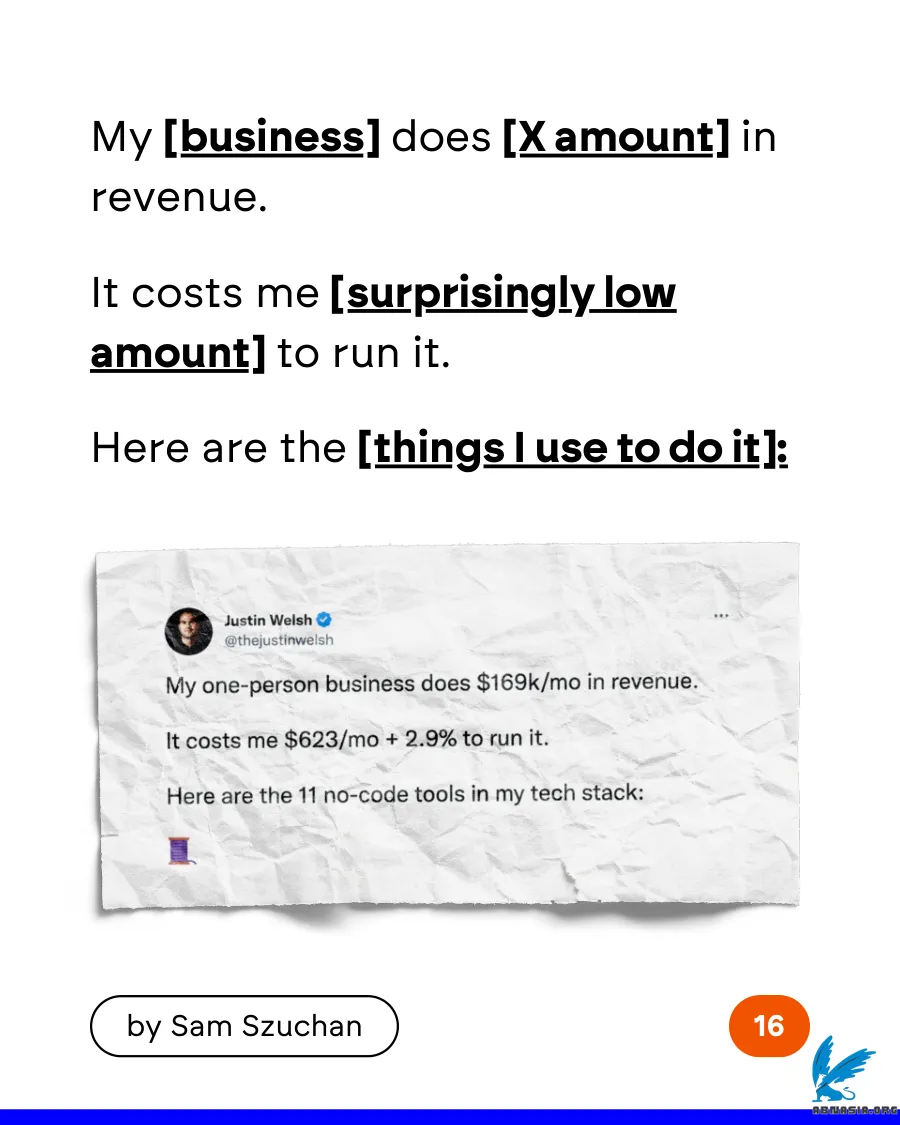 My [business] does [X amount] in
revenue.
It costs me [surprisingly low
amount] to run it.
Here are the [things I use to do it]:
Justin Welsh
@thejustinwelsh
...
My one-person business does $169k/mo in revenue.
It costs me $623/mo + 2.9% to run it.
Here are the 11 no-code tools in my tech stack:
by Sam Szuchan
16